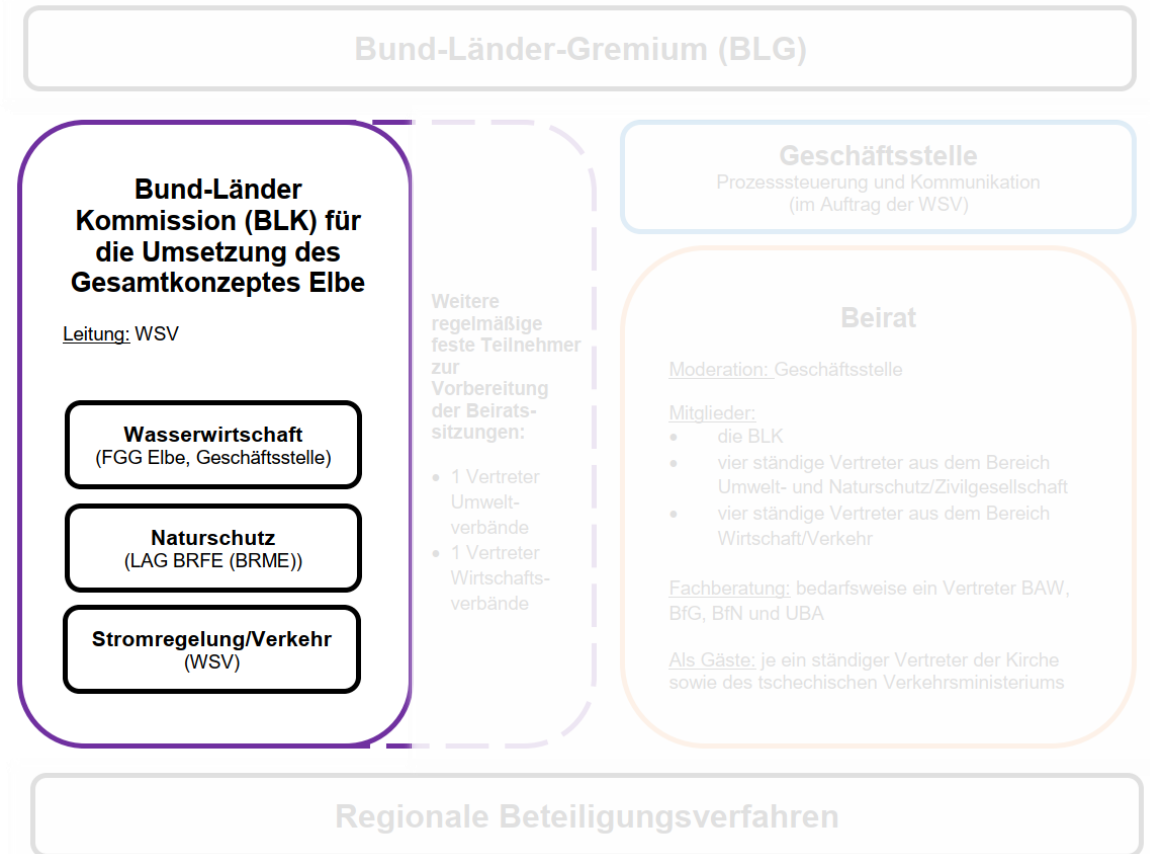 Bund-Länder-Gremium (BLG)
Bund-Länder
Kommission (BLK) für
die Umsetzung des
Gesamtkonzeptes Elbe
Leitung: WSV
Wasserwirtschaft
(FGG Elbe, Geschäftsstelle)
Naturschutz
(LAG BRFE (BRME))
Stromregelung/Verkehr
(WSV)
Weitere
regelmäßige
feste Teilnehmer
zur
Vorbereitung
der Beirats-
sitzungen:
• 1 Vertreter
Umwelt-
verbände
• 1 Vertreter
Wirtschafts-
verbände
Geschäftsstelle
Prozesssteuerung und Kommunikation
(im Auftrag der WSV)
Beirat
Moderation: Geschäftsstelle
Mitglieder:
• die BLK
• vier ständige Vertreter aus dem Bereich
Umwelt- und Naturschutz/Zivilgesellschaft
• vier ständige Vertreter aus dem Bereich
Wirtschaft/Verkehr
Fachberatung: bedarfsweise ein Vertreter BAW,
BfG, BfN und UBA
Als Gäste: je ein ständiger Vertreter der Kirche
sowie des tschechischen Verkehrsministeriums
Regionale Beteiligungsverfahren